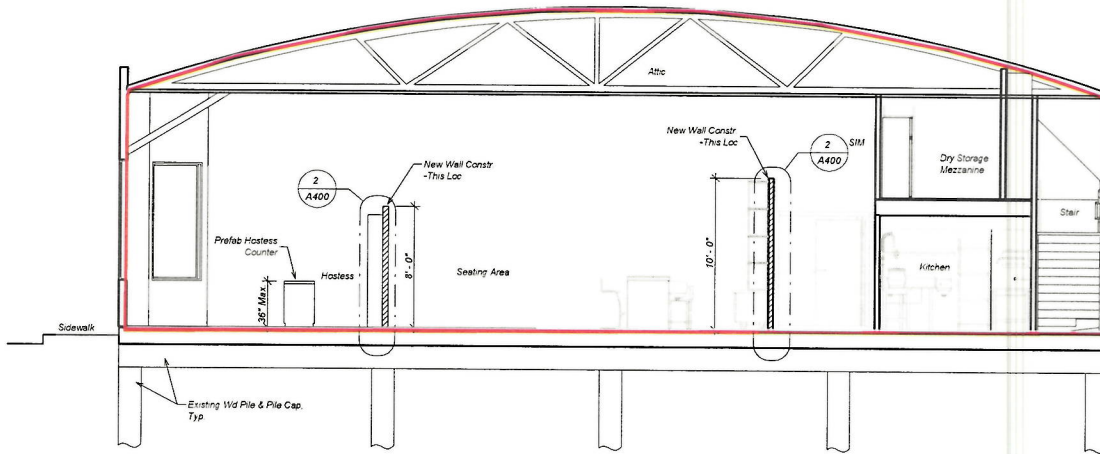 Attic
New Wall Constr
-This Loc
2
A400
SIM
2
A400
New Wall Constr
-This Loc
Dry Storage
Mezzanine
Stair
Prefab Hostess
Counter
Hostess
8' - 0"
Seating Area
10' - 0"
Kitchen
36" Max.
Sidewalk
Existing Wd Pile & Pile Cap,
Typ